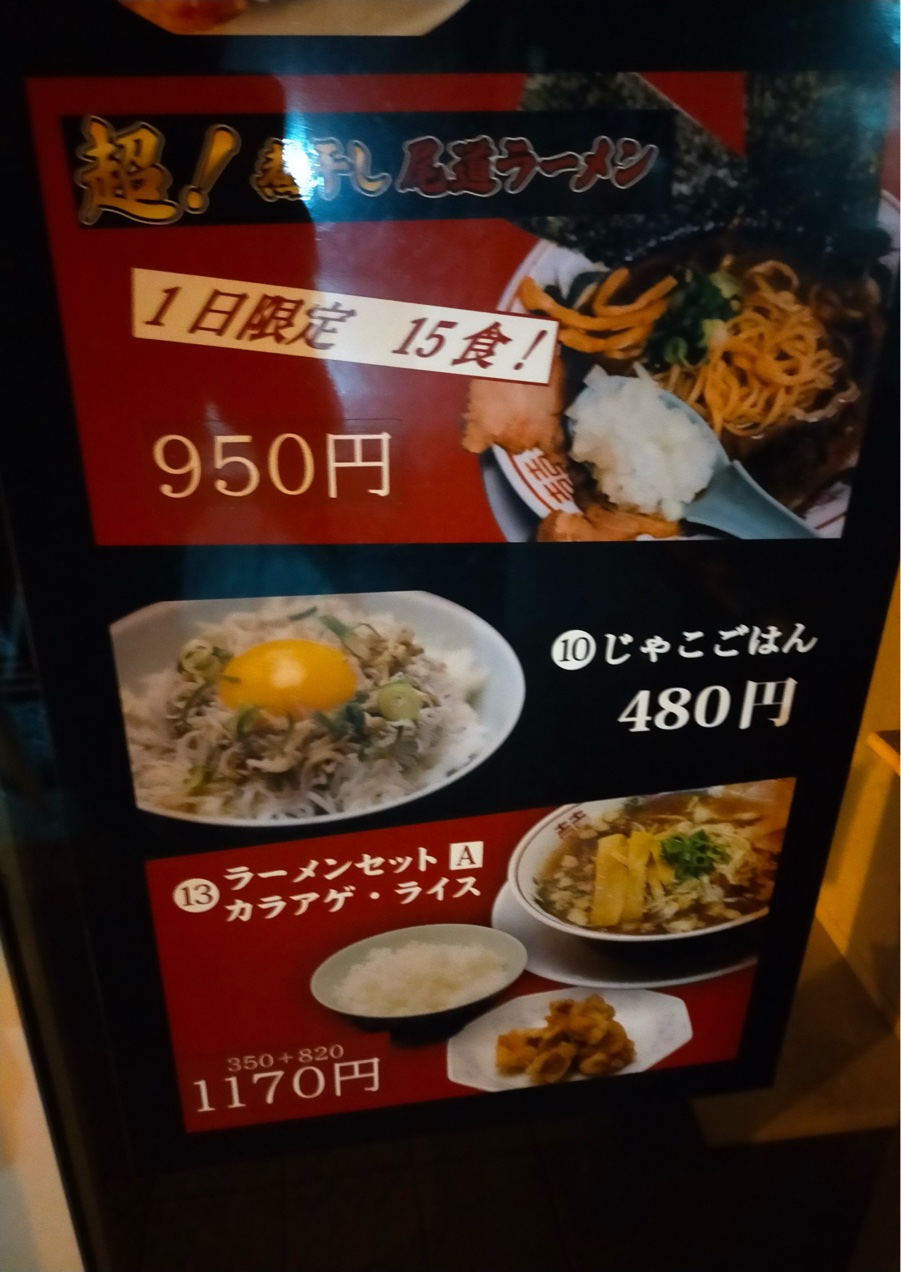 超！煮干し 尾道ラーメン
１日限定　15食！
950円
⑩じゃこごはん
480円
⑬ラーメンセットA
カラアゲ・ライス
350＋820
1170円